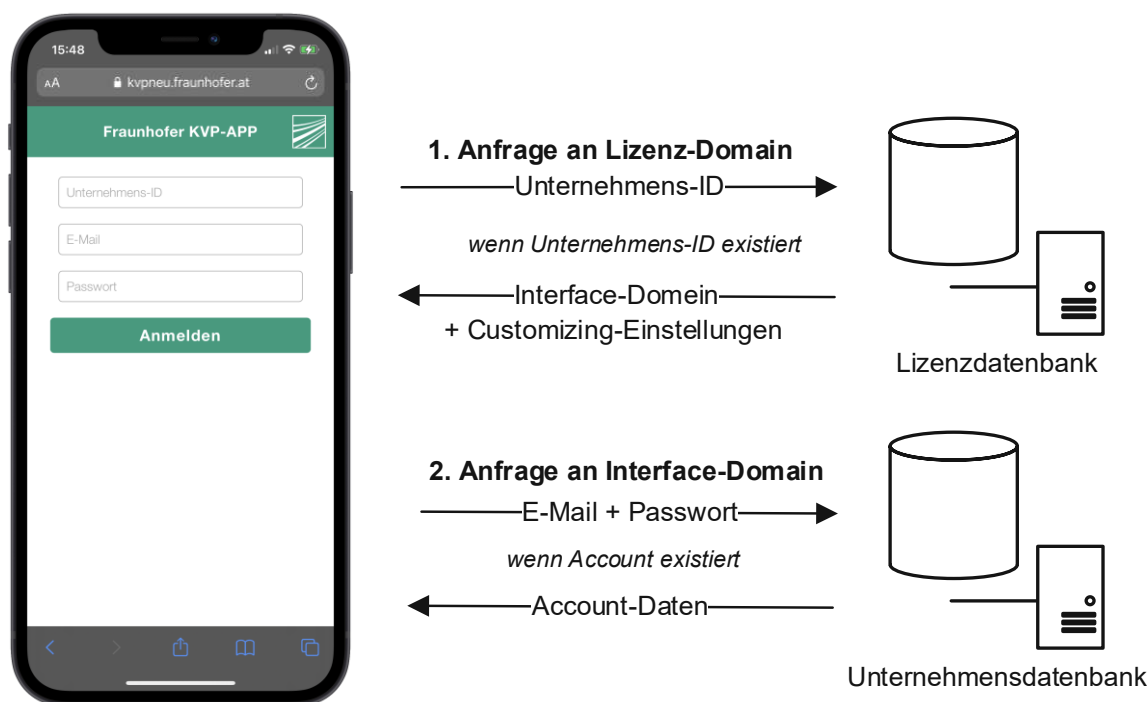 15:48
AA
kvpneu.fraunhofer.at
Fraunhofer KVP-APP
Unternehmens-ID
E-Mail
Passwort
Anmelden
1. Anfrage an Lizenz-Domain
Unternehmens-ID
wenn Unternehmens-ID existiert
Interface-Domein
+ Customizing-Einstellungen
Lizenzdatenbank
2. Anfrage an Interface-Domain
E-Mail + Passwort
wenn Account existiert
Account-Daten
Unternehmensdatenbank